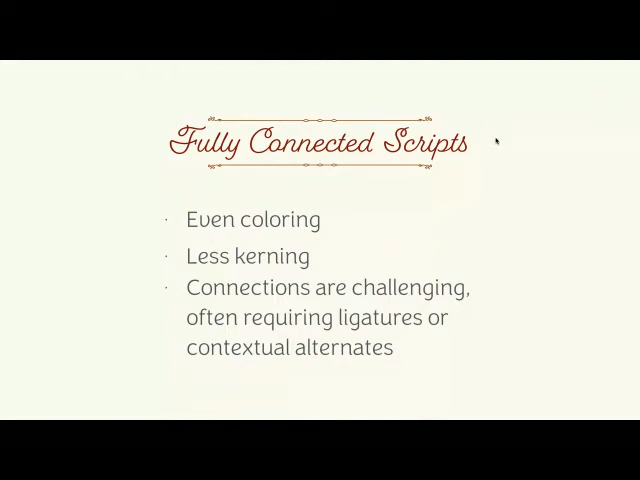 Fully Connected Scripts
· Even coloring
· Less kerning
· Connections are challenging,
often requiring ligatures or
contextual alternates